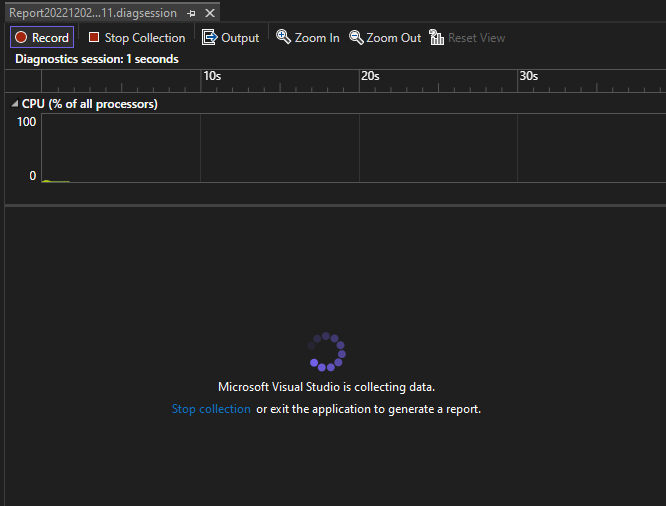 Report20221202...11.diagsession
Record Stop Collection Output Zoom In Zoom Out Reset View
Diagnostics session: 1 seconds
10s 20s 30s
CPU (% of all processors)
100
0
Microsoft Visual Studio is collecting data.
Stop collection or exit the application to generate a report.